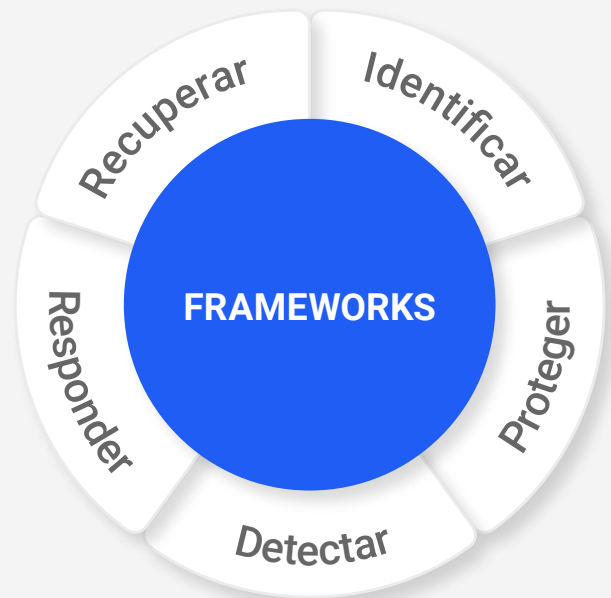 Identificar
Proteger
Detectar
Responder
Recuperar
FRAMEWORKS